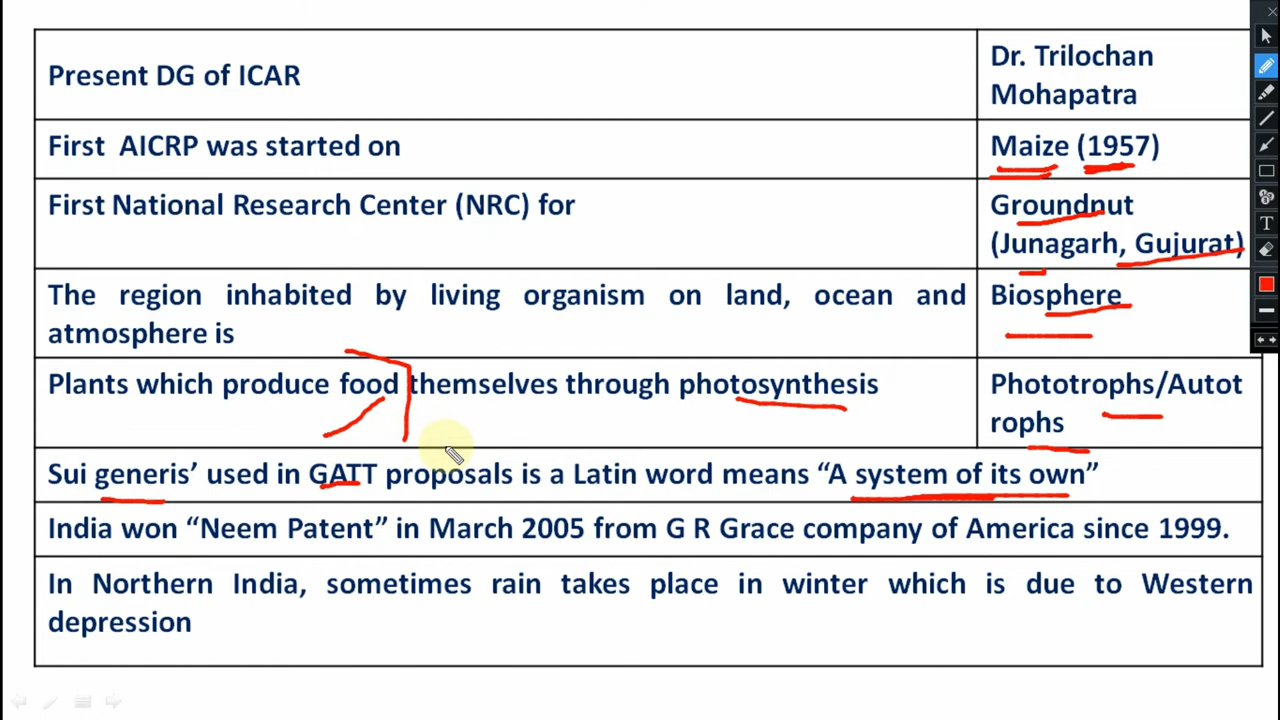 Present DG of ICAR
Dr. Trilochan
Mohapatra
First AICRP was started on
Maize (1957)
First National Research Center (NRC) for
Groundnut
(Junagarh, Gujurat)
The region inhabited by living organism on land, ocean and
atmosphere is
Biosphere
Plants which produce food themselves through photosynthesis
Phototrophs/Autot
rophs
Sui generis’ used in GATT proposals is a Latin word means “A system of its own”
India won “Neem Patent” in March 2005 from G R Grace company of America since 1999.
In Northern India, sometimes rain takes place in winter which is due to Western
depression
T